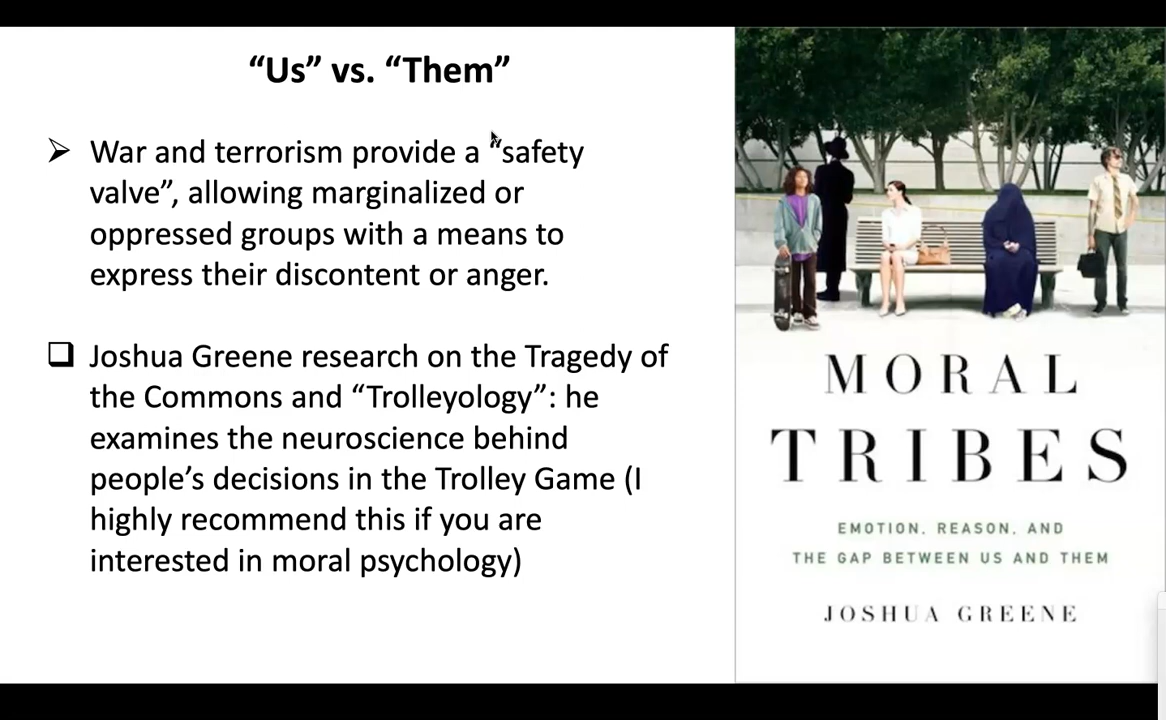 “Us” vs. “Them”
➢ War and terrorism provide a “safety
valve”, allowing marginalized or
oppressed groups with a means to
express their discontent or anger.
❑ Joshua Greene research on the Tragedy of
the Commons and “Trolleyology”: he
examines the neuroscience behind
people’s decisions in the Trolley Game (I
highly recommend this if you are
interested in moral psychology)
MORAL
TRIBES
EMOTION, REASON, AND
THE GAP BETWEEN US AND THEM
JOSHUA GREENE